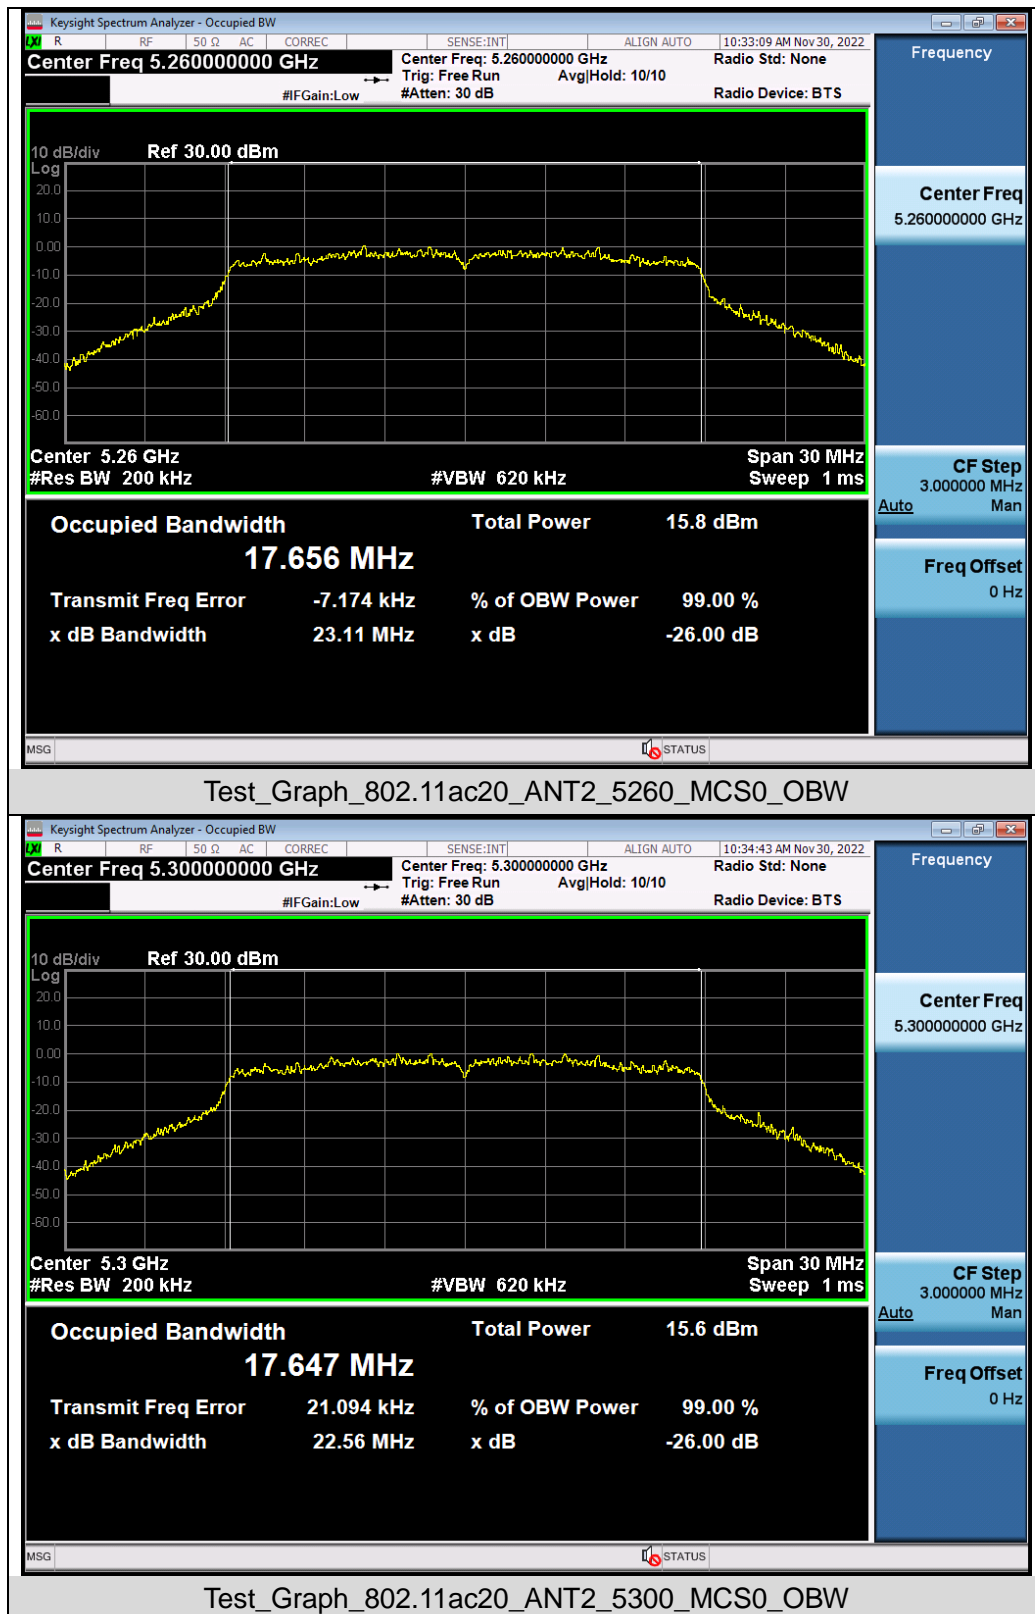 Keysight Spectrum Analyzer - Occupied BW
LXI R RF 50 Ω AC CORREC SENSE:INT ALIGN AUTO 10:33:09 AM Nov 30, 2022
Center Freq 5.260000000 GHz
Center Freq: 5.260000000 GHz
Radio Std: None
Trig: Free Run Avg|Hold: 10/10
#IFGain:Low
#Atten: 30 dB
Radio Device: BTS
10 dB/div Ref 30.00 dBm
Log
20.0
10.0
0.00
-10.0
-20.0
-30.0
-40.0
-50.0
-60.0
Center 5.26 GHz Span 30 MHz
#Res BW 200 kHz #VBW 620 kHz Sweep 1 ms
Occupied Bandwidth Total Power 15.8 dBm
17.656 MHz
Transmit Freq Error -7.174 kHz % of OBW Power 99.00 %
x dB Bandwidth 23.11 MHz x dB -26.00 dB
MSG STATUS
Frequency
Center Freq
5.260000000 GHz
CF Step
3.000000 MHz
Auto Man
Freq Offset
0 Hz
Test_Graph_802.11ac20_ANT2_5260_MCS0_OBW
Keysight Spectrum Analyzer - Occupied BW
LXI R RF 50 Ω AC CORREC SENSE:INT ALIGN AUTO 10:34:43 AM Nov 30, 2022
Center Freq 5.300000000 GHz
Center Freq: 5.300000000 GHz
Radio Std: None
Trig: Free Run Avg|Hold: 10/10
#IFGain:Low
#Atten: 30 dB
Radio Device: BTS
10 dB/div Ref 30.00 dBm
Log
20.0
10.0
0.00
-10.0
-20.0
-30.0
-40.0
-50.0
-60.0
Center 5.3 GHz Span 30 MHz
#Res BW 200 kHz #VBW 620 kHz Sweep 1 ms
Occupied Bandwidth Total Power 15.6 dBm
17.647 MHz
Transmit Freq Error 21.094 kHz % of OBW Power 99.00 %
x dB Bandwidth 22.56 MHz x dB -26.00 dB
MSG STATUS
Frequency
Center Freq
5.300000000 GHz
CF Step
3.000000 MHz
Auto Man
Freq Offset
0 Hz
Test_Graph_802.11ac20_ANT2_5300_MCS0_OBW